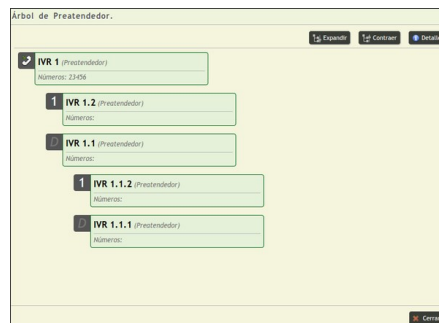 Árbol de Preatendedor.
Expandir Contraer Detalle
IVR 1 (Preatendedor)
Números: 23456
1 IVR 1.2 (Preatendedor)
Números:
D IVR 1.1 (Preatendedor)
Números:
1 IVR 1.1.2 (Preatendedor)
Números:
D IVR 1.1.1 (Preatendedor)
Números:
Cerrar